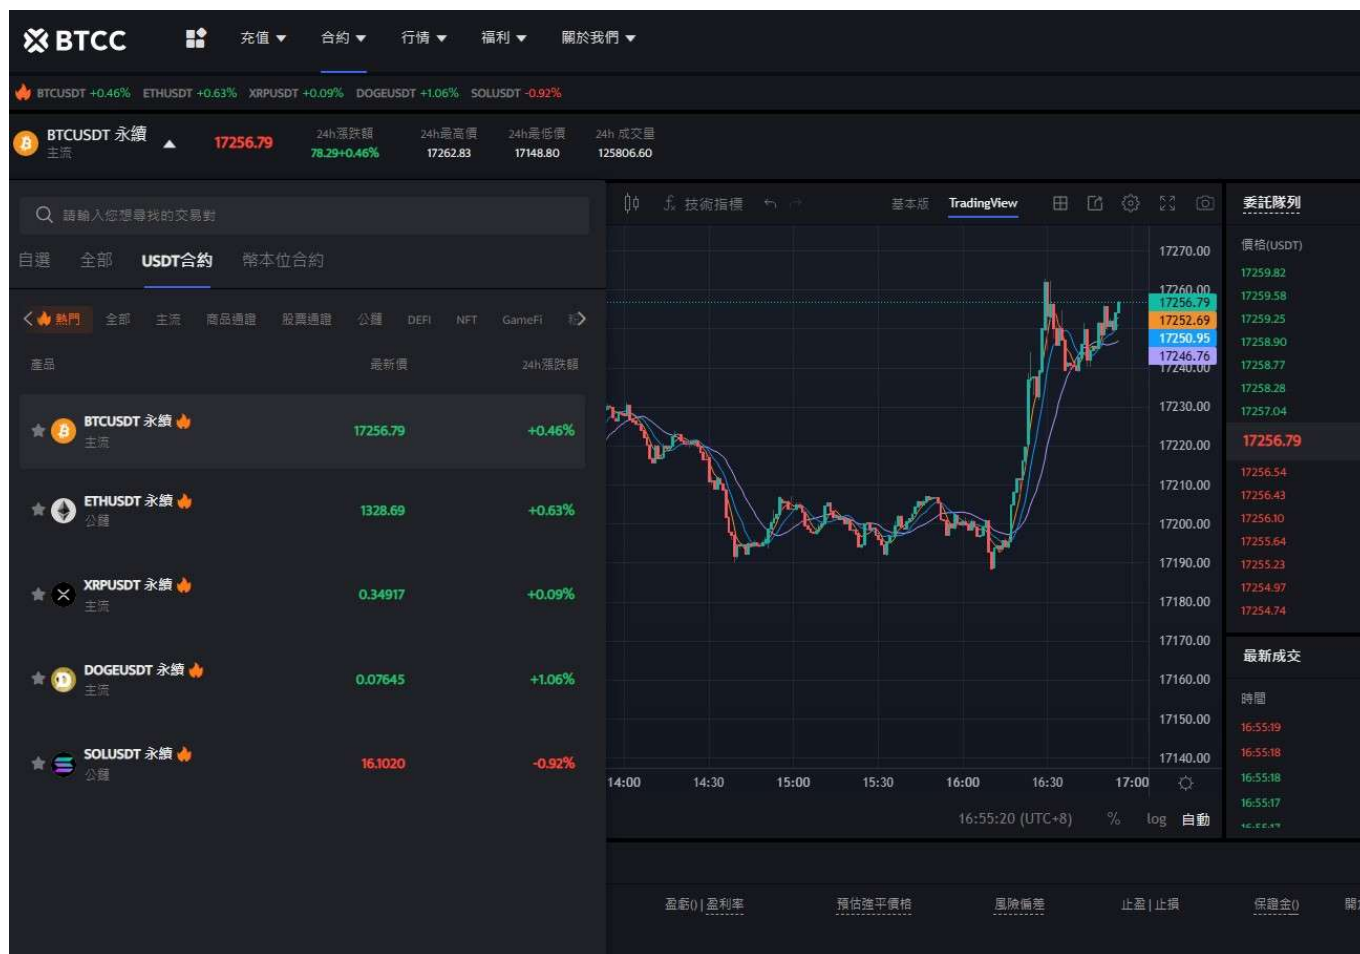 BTCC 充值 合約 行情 福利 關於我們
BTCUSDT +0.46% ETHUSDT +0.63% XRPUSDT +0.09% DOGEUSDT +1.06% SOLUSDT -0.92%
BTCUSDT 永續 17256.79 24h漲跌額 24h最高價 24h最低價 24h 成交量
主流 78.29+0.46% 17262.83 17148.80 125806.60
請輸入您想尋找的交易對
自選 全部 USDT合約 幣本位合約
熱門 全部 主流 商品通證 股票通證 公鏈 DEFI NFT GameFi
產品 最新價 24h漲跌額
BTCUSDT 永續 17256.79 +0.46%
主流
ETHUSDT 永續 1328.69 +0.63%
公鏈
XRPUSDT 永續 0.34917 +0.09%
主流
DOGEUSDT 永續 0.07645 +1.06%
主流
SOLUSDT 永續 16.1020 -0.92%
公鏈
技術指標 基本版 TradingView
17270.00
17260.00
17256.79
17252.69
17250.95
17246.76
17240.00
17230.00
17220.00
17210.00
17200.00
17190.00
17180.00
17170.00
17160.00
17150.00
17140.00
14:00 14:30 15:00 15:30 16:00 16:30 17:00
16:55:20 (UTC+8) % log 自動
委託隊列
價格(USDT)
17259.82
17259.58
17259.25
17258.90
17258.77
17258.28
17257.04
17256.79
17256.54
17256.43
17256.10
17255.64
17255.23
17254.97
17254.74
最新成交
時間
16:55:19
16:55:18
16:55:18
16:55:17
16:55:17
盈虧()|盈利率 預估強平價格 風險偏差 止盈|止損 保證金()